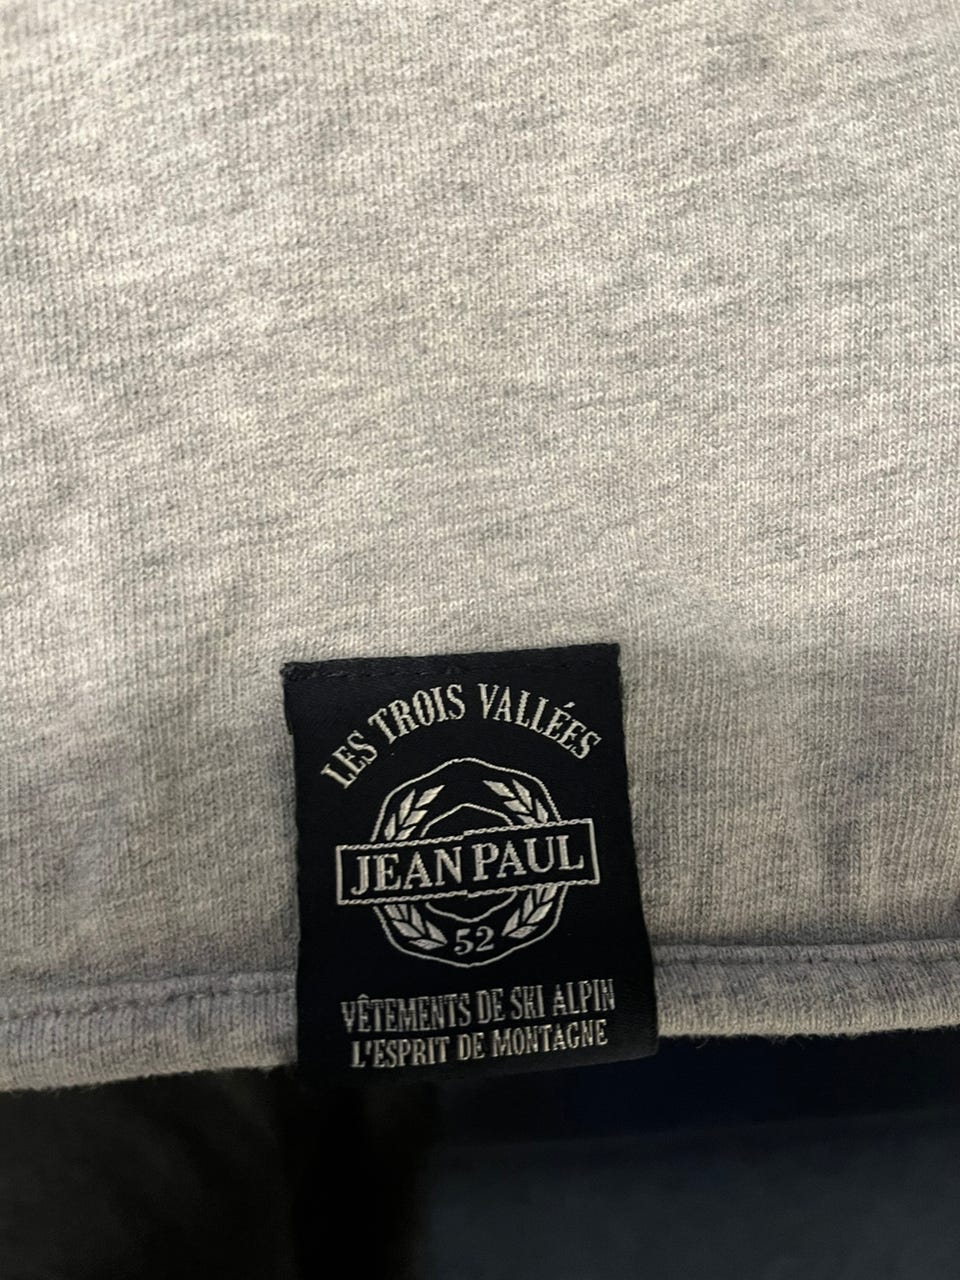 LES TROIS VALLÉES
JEAN PAUL
52
VÊTEMENTS DE SKI ALPIN
L'ESPRIT DE MONTAGNE